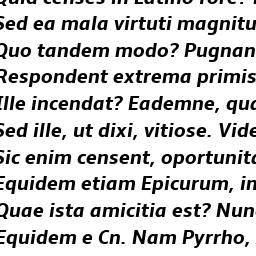 Quid censes in Latino fore?
Sed ea mala virtuti magnitu
Quo tandem modo? Pugnan
Respondent extrema primis
Ille incendat? Eademne, qua
Sed ille, ut dixi, vitiose. Vide
Sic enim censent, oportunita
Equidem etiam Epicurum, in
Quae ista amicitia est? Nun
Equidem e Cn. Nam Pyrrho,